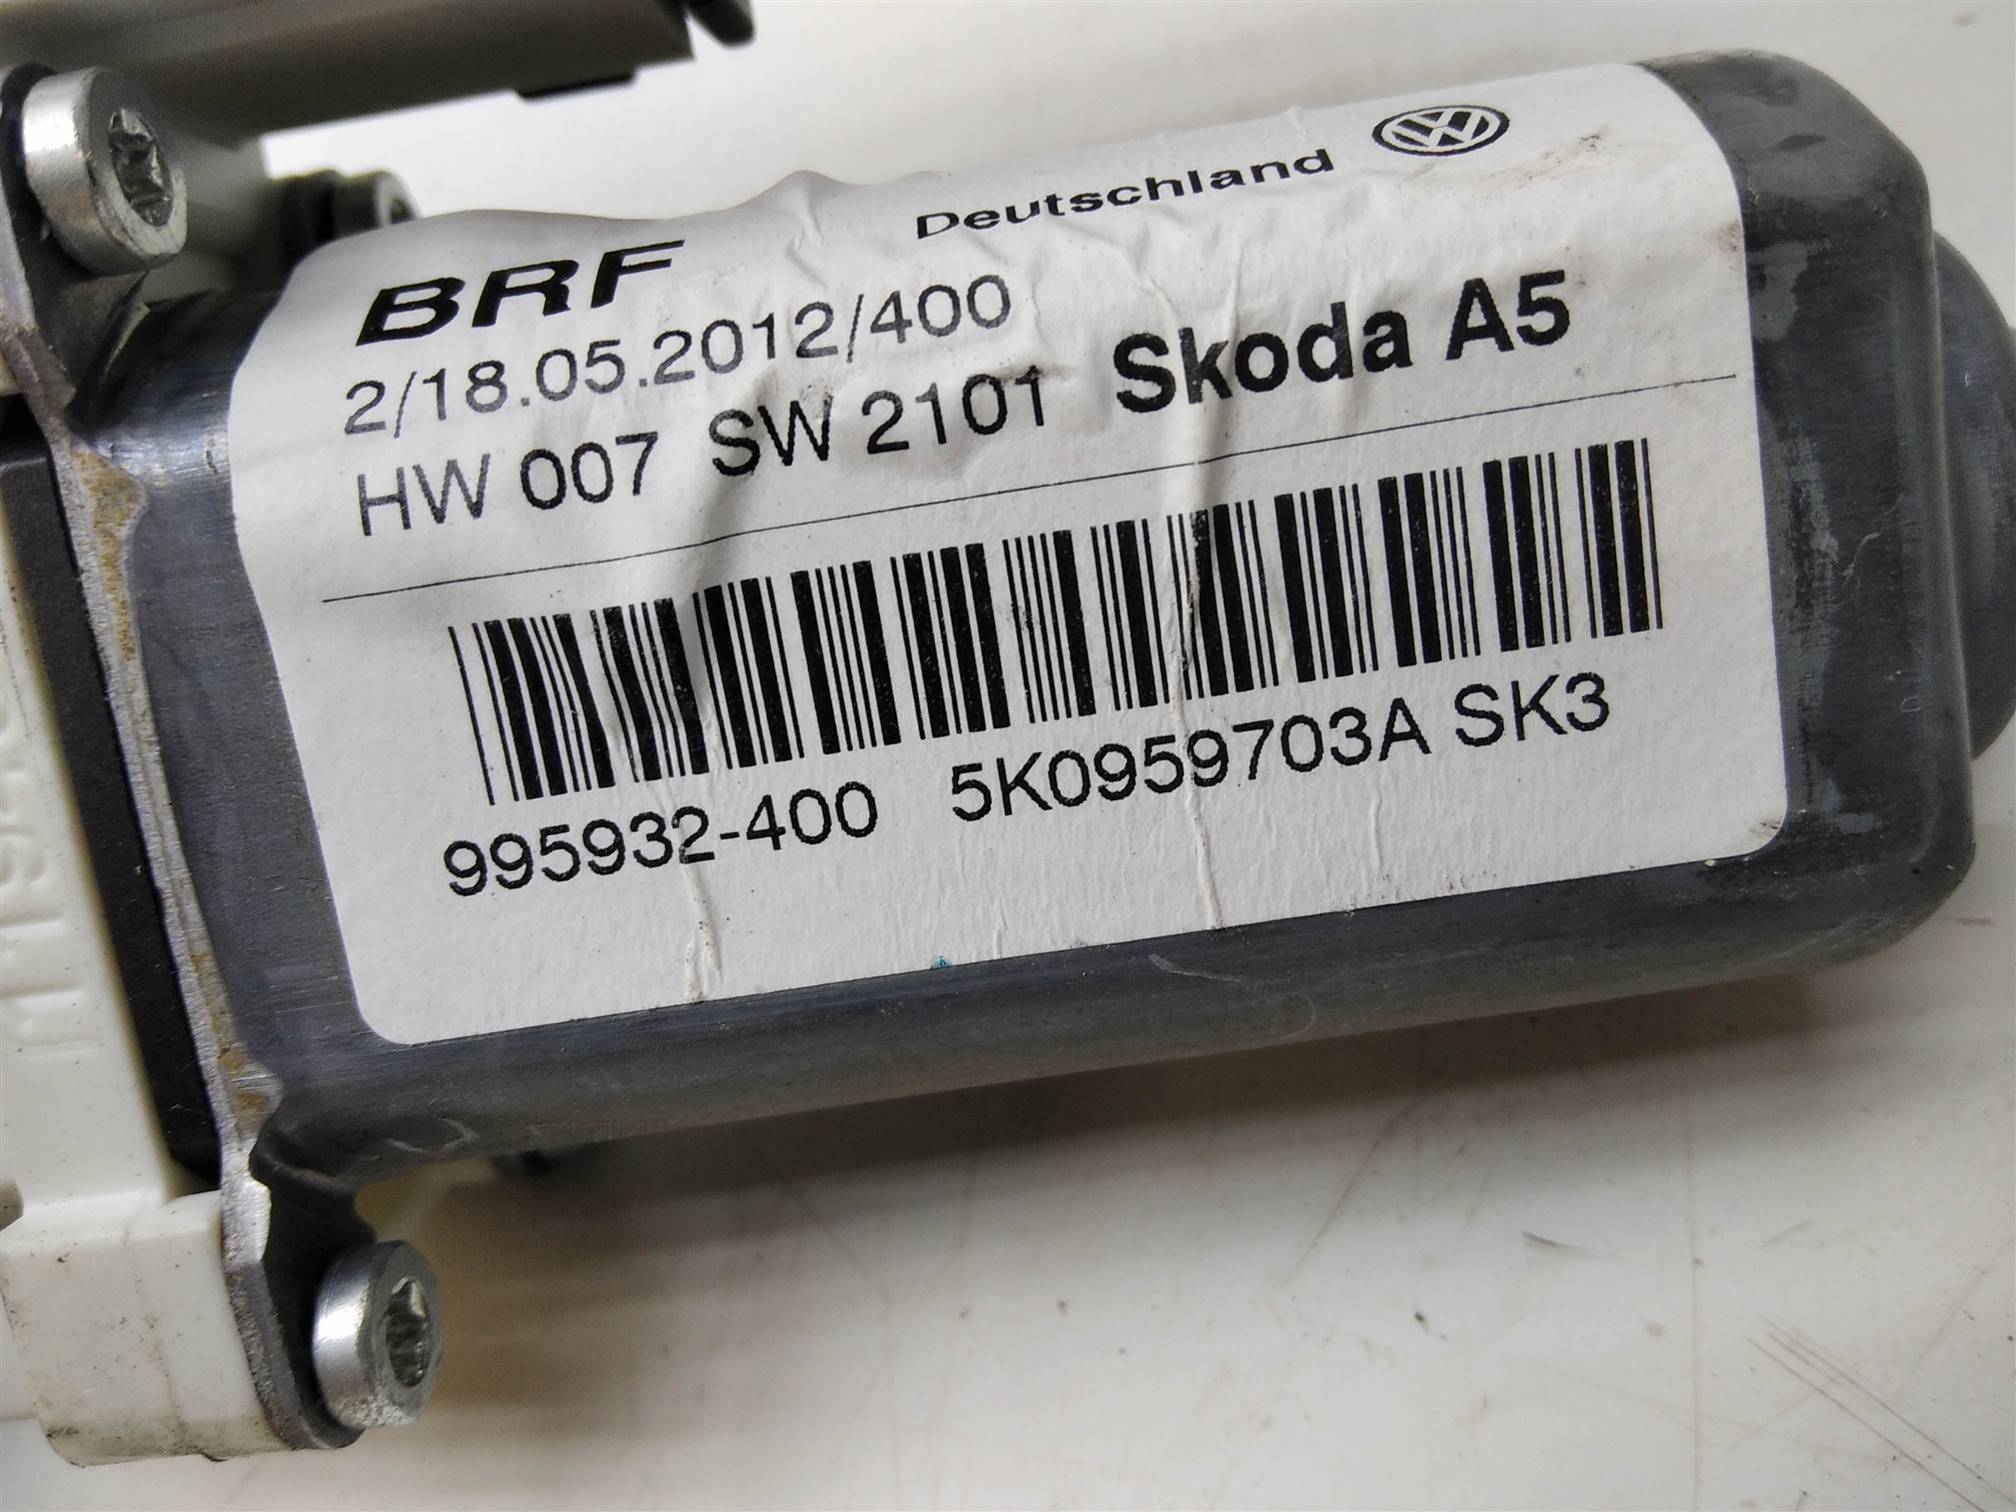 Deutschland
BRF
2/18.05.2012/400
HW 007 SW 2101 Skoda A5
995932-400 5K0959703A SK3